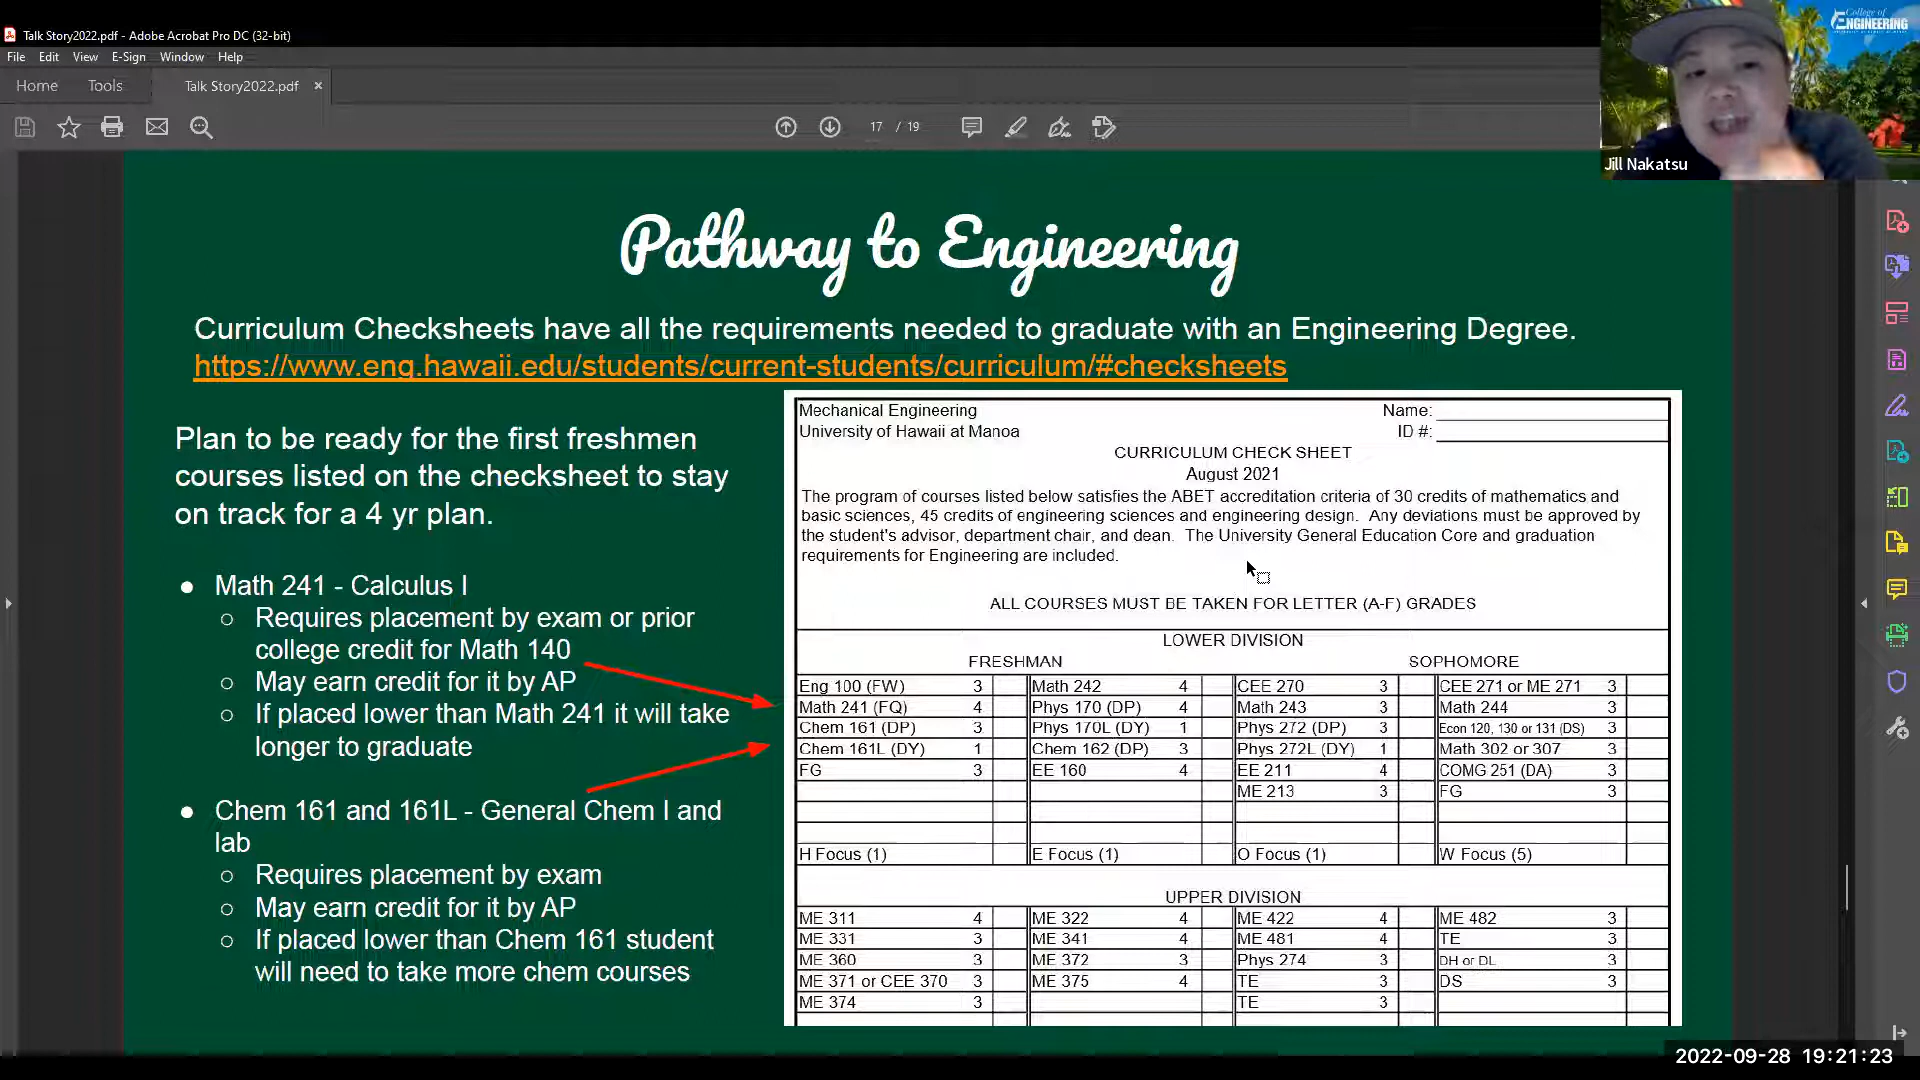 Talk Story2022.pdf - Adobe Acrobat Pro DC (32-bit)
File Edit View E-Sign Window Help
Home Tools Talk Story2022.pdf ×
17 / 19
College of
ENGINEERING
Jill Nakatsu
Pathway to Engineering
Curriculum Checksheets have all the requirements needed to graduate with an Engineering Degree.
https://www.eng.hawaii.edu/students/current-students/curriculum/#checksheets
Plan to be ready for the first freshmen
courses listed on the checksheet to stay
on track for a 4 yr plan.
● Math 241 - Calculus I
○ Requires placement by exam or prior
college credit for Math 140
○ May earn credit for it by AP
○ If placed lower than Math 241 it will take
longer to graduate
● Chem 161 and 161L - General Chem I and
lab
○ Requires placement by exam
○ May earn credit for it by AP
○ If placed lower than Chem 161 student
will need to take more chem courses
Mechanical Engineering Name:
University of Hawaii at Manoa ID #:
CURRICULUM CHECK SHEET
August 2021
The program of courses listed below satisfies the ABET accreditation criteria of 30 credits of mathematics and
basic sciences, 45 credits of engineering sciences and engineering design. Any deviations must be approved by
the student's advisor, department chair, and dean. The University General Education Core and graduation
requirements for Engineering are included.
ALL COURSES MUST BE TAKEN FOR LETTER (A-F) GRADES
LOWER DIVISION
FRESHMAN SOPHOMORE
Eng 100 (FW) 3 Math 242 4 CEE 270 3 CEE 271 or ME 271 3
Math 241 (FQ) 4 Phys 170 (DP) 4 Math 243 3 Math 244 3
Chem 161 (DP) 3 Phys 170L (DY) 1 Phys 272 (DP) 3 Econ 120, 130 or 131 (DS) 3
Chem 161L (DY) 1 Chem 162 (DP) 3 Phys 272L (DY) 1 Math 302 or 307 3
FG 3 EE 160 4 EE 211 4 COMG 251 (DA) 3
ME 213 3 FG 3
H Focus (1) E Focus (1) O Focus (1) W Focus (5)
UPPER DIVISION
ME 311 4 ME 322 4 ME 422 4 ME 482 3
ME 331 3 ME 341 4 ME 481 4 TE 3
ME 360 3 ME 372 3 Phys 274 3 DH or DL 3
ME 371 or CEE 370 3 ME 375 4 TE 3 DS 3
ME 374 3 TE 3
2022-09-28 19:21:23